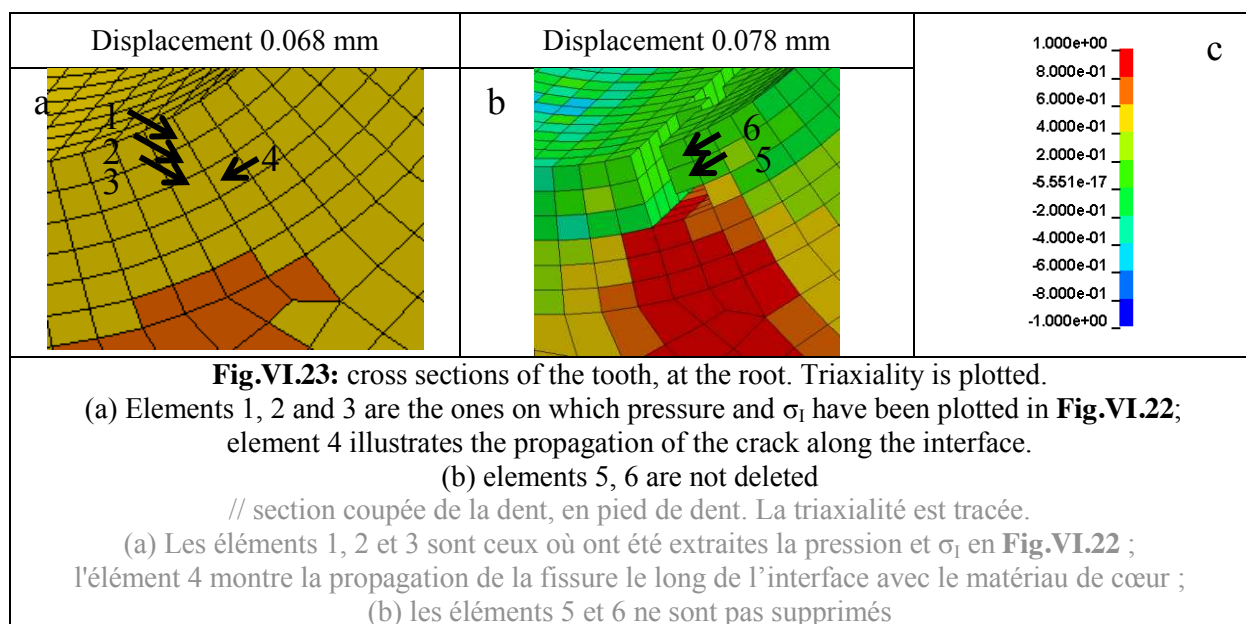 Displacement 0.068 mm
Displacement 0.078 mm
a
1
2
3
4
b
6
5
c
1.000e+00
8.000e-01
6.000e-01
4.000e-01
2.000e-01
-5.551e-17
-2.000e-01
-4.000e-01
-6.000e-01
-8.000e-01
-1.000e+00
Fig.VI.23: cross sections of the tooth, at the root. Triaxiality is plotted.
(a) Elements 1, 2 and 3 are the ones on which pressure and σI have been plotted in Fig.VI.22;
element 4 illustrates the propagation of the crack along the interface.
(b) elements 5, 6 are not deleted
// section coupée de la dent, en pied de dent. La triaxialité est tracée.
(a) Les éléments 1, 2 et 3 sont ceux où ont été extraites la pression et σI en Fig.VI.22 ;
l'élément 4 montre la propagation de la fissure le long de l’interface avec le matériau de cœur ;
(b) les éléments 5 et 6 ne sont pas supprimés